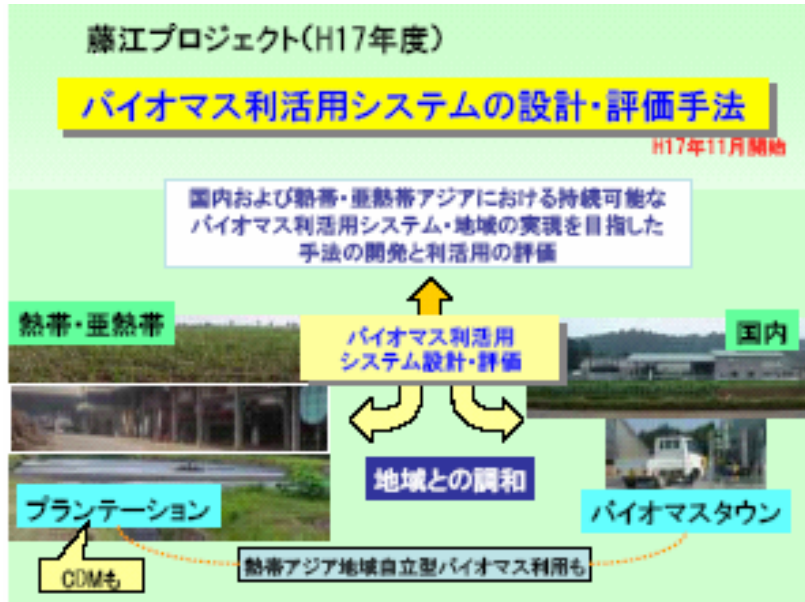 藤江プロジェクト(H17年度)
バイオマス利活用システムの設計・評価手法
H17年11月開始
国内および熱帯・亜熱帯アジアにおける持続可能な
バイオマス利活用システム・地域の実現を目指した
手法の開発と利活用の評価
熱帯・亜熱帯
バイオマス利活用
システム設計・評価
国内
地域との調和
プランテーション
バイオマスタウン
CDMも
熱帯アジア地域自立型バイオマス利用も